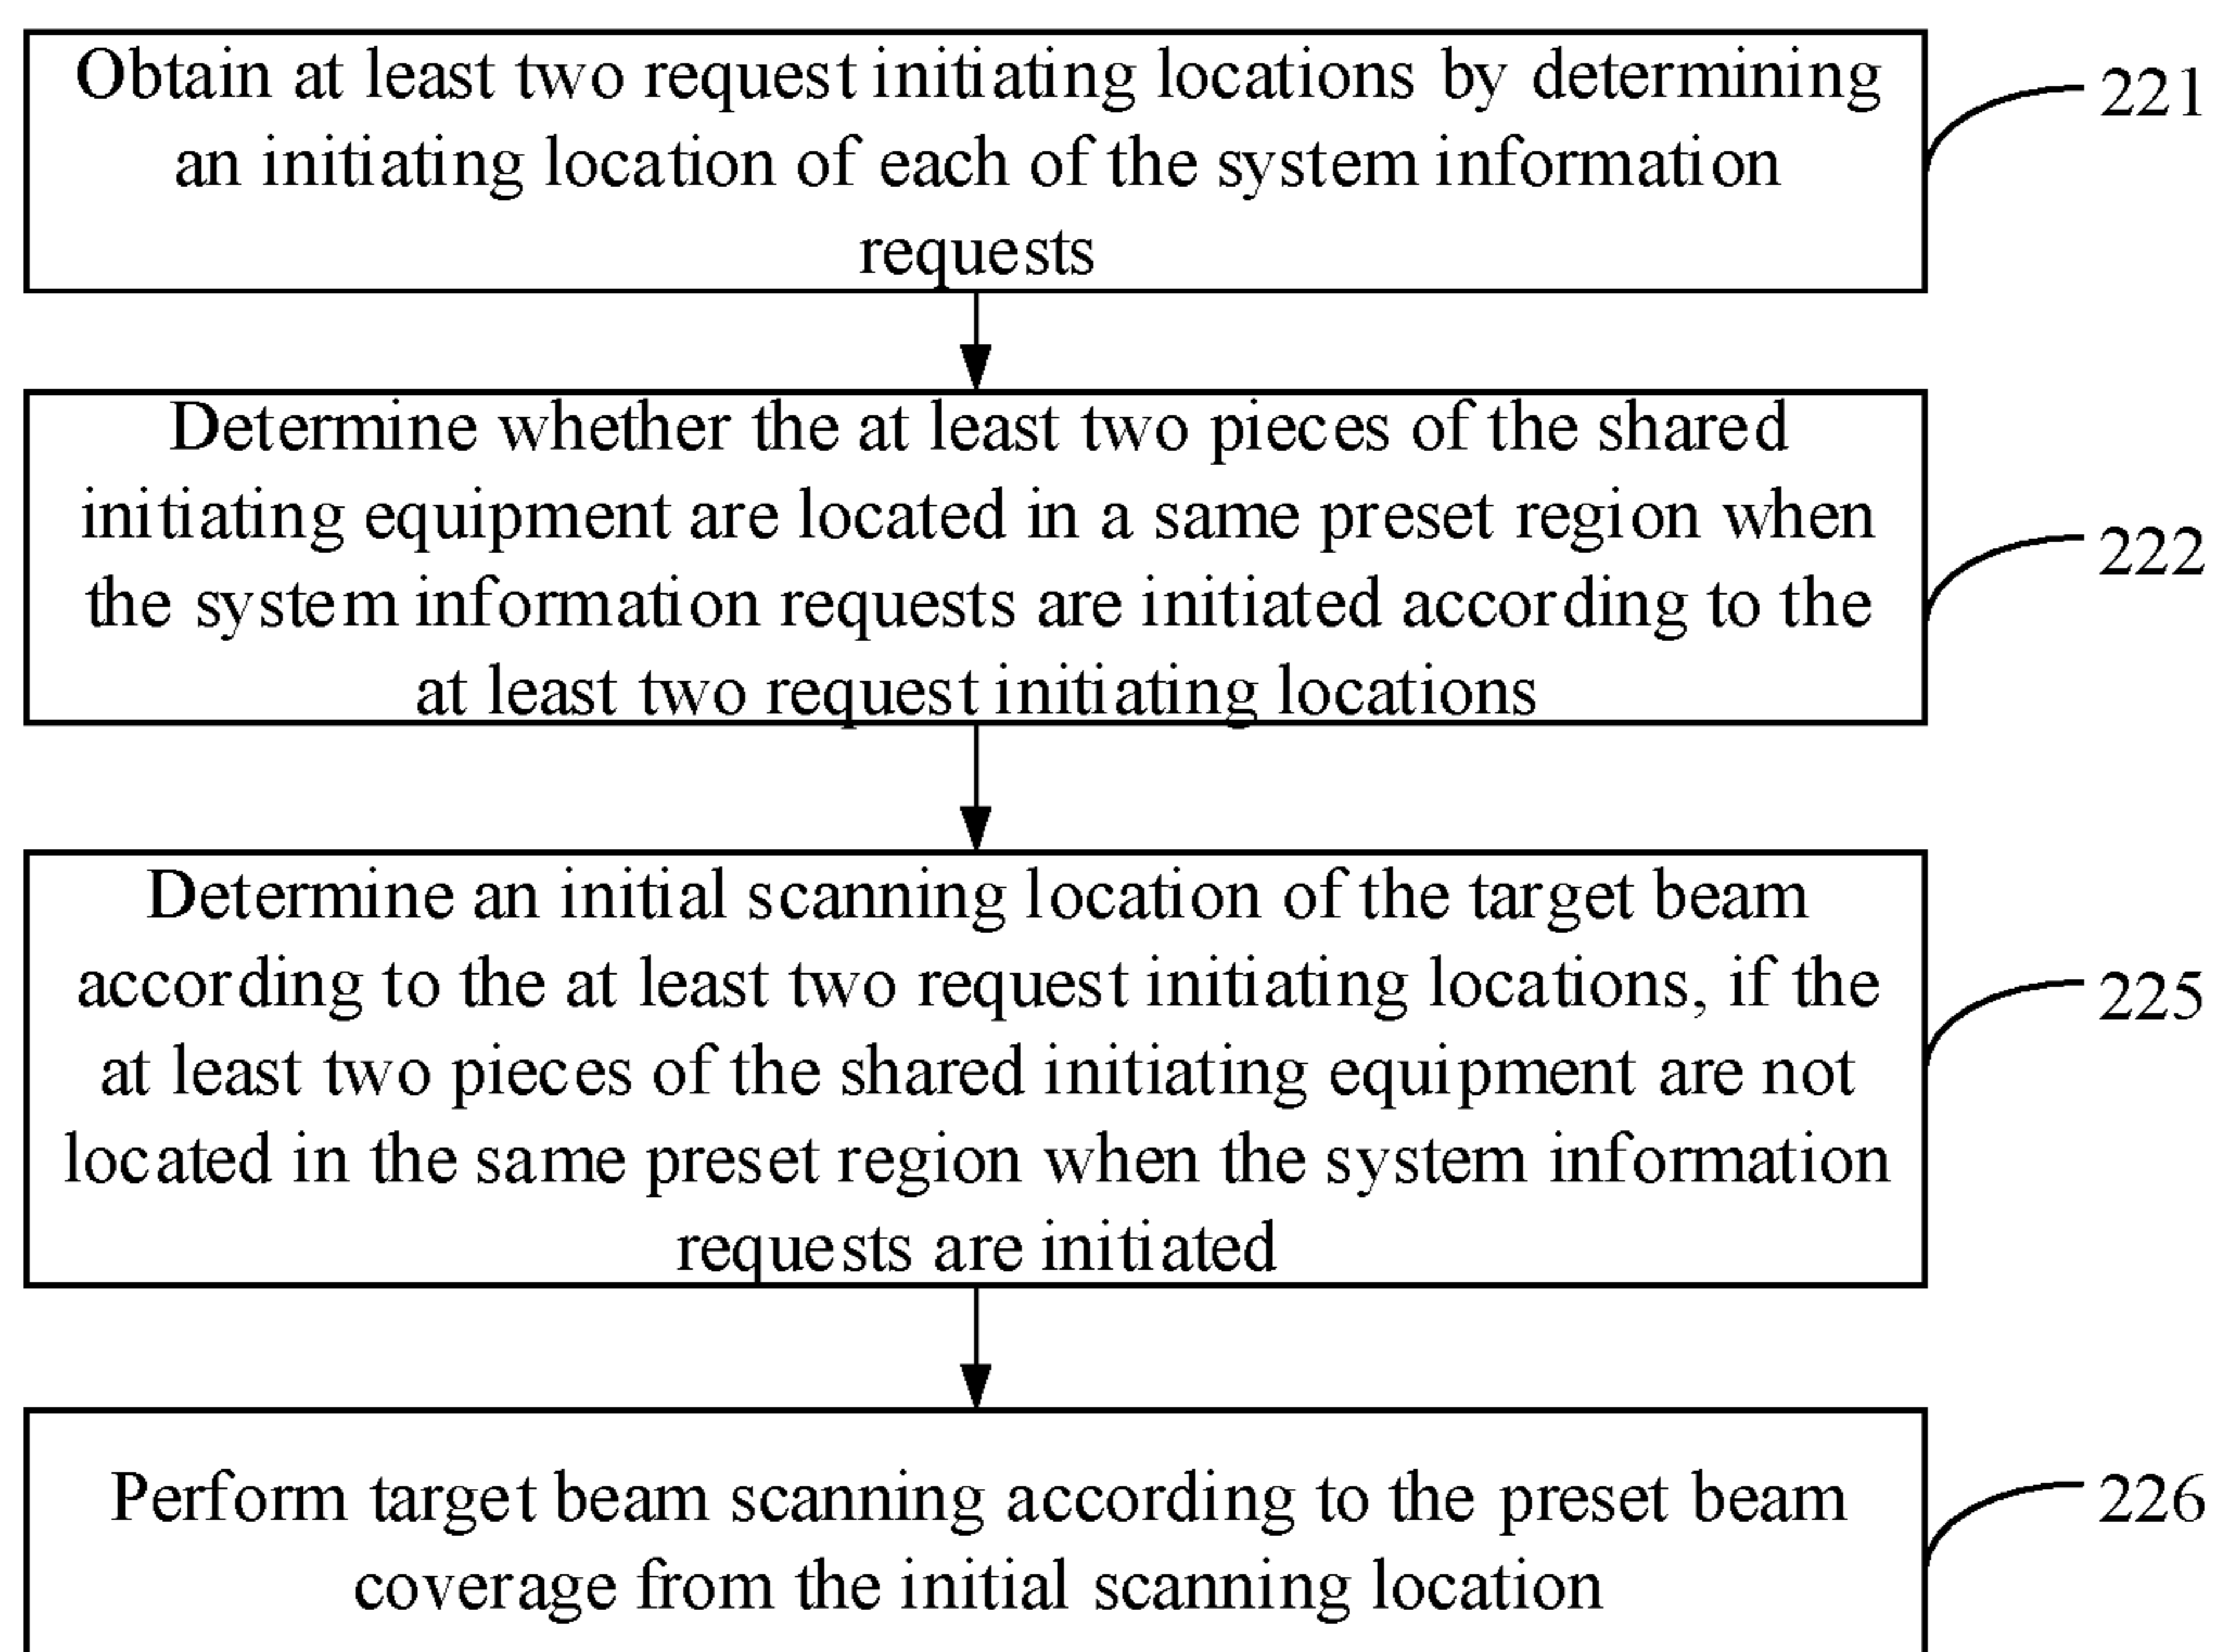 Obtain at least two request initiating locations by determining
an initiating location of each of the system information
requests
221
Determine whether the at least two pieces of the shared
initiating equipment are located in a same preset region when
the system information requests are initiated according to the
at least two request initiating locations
222
Determine an initial scanning location of the target beam
according to the at least two request initiating locations, if the
at least two pieces of the shared initiating equipment are not
located in the same preset region when the system information
requests are initiated
225
Perform target beam scanning according to the preset beam
coverage from the initial scanning location
226